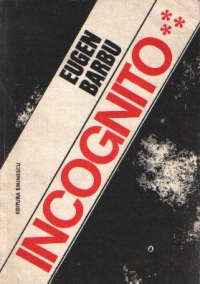 EUGEN
BARBU
INCOGNITO**
EDITURA EMINESCU